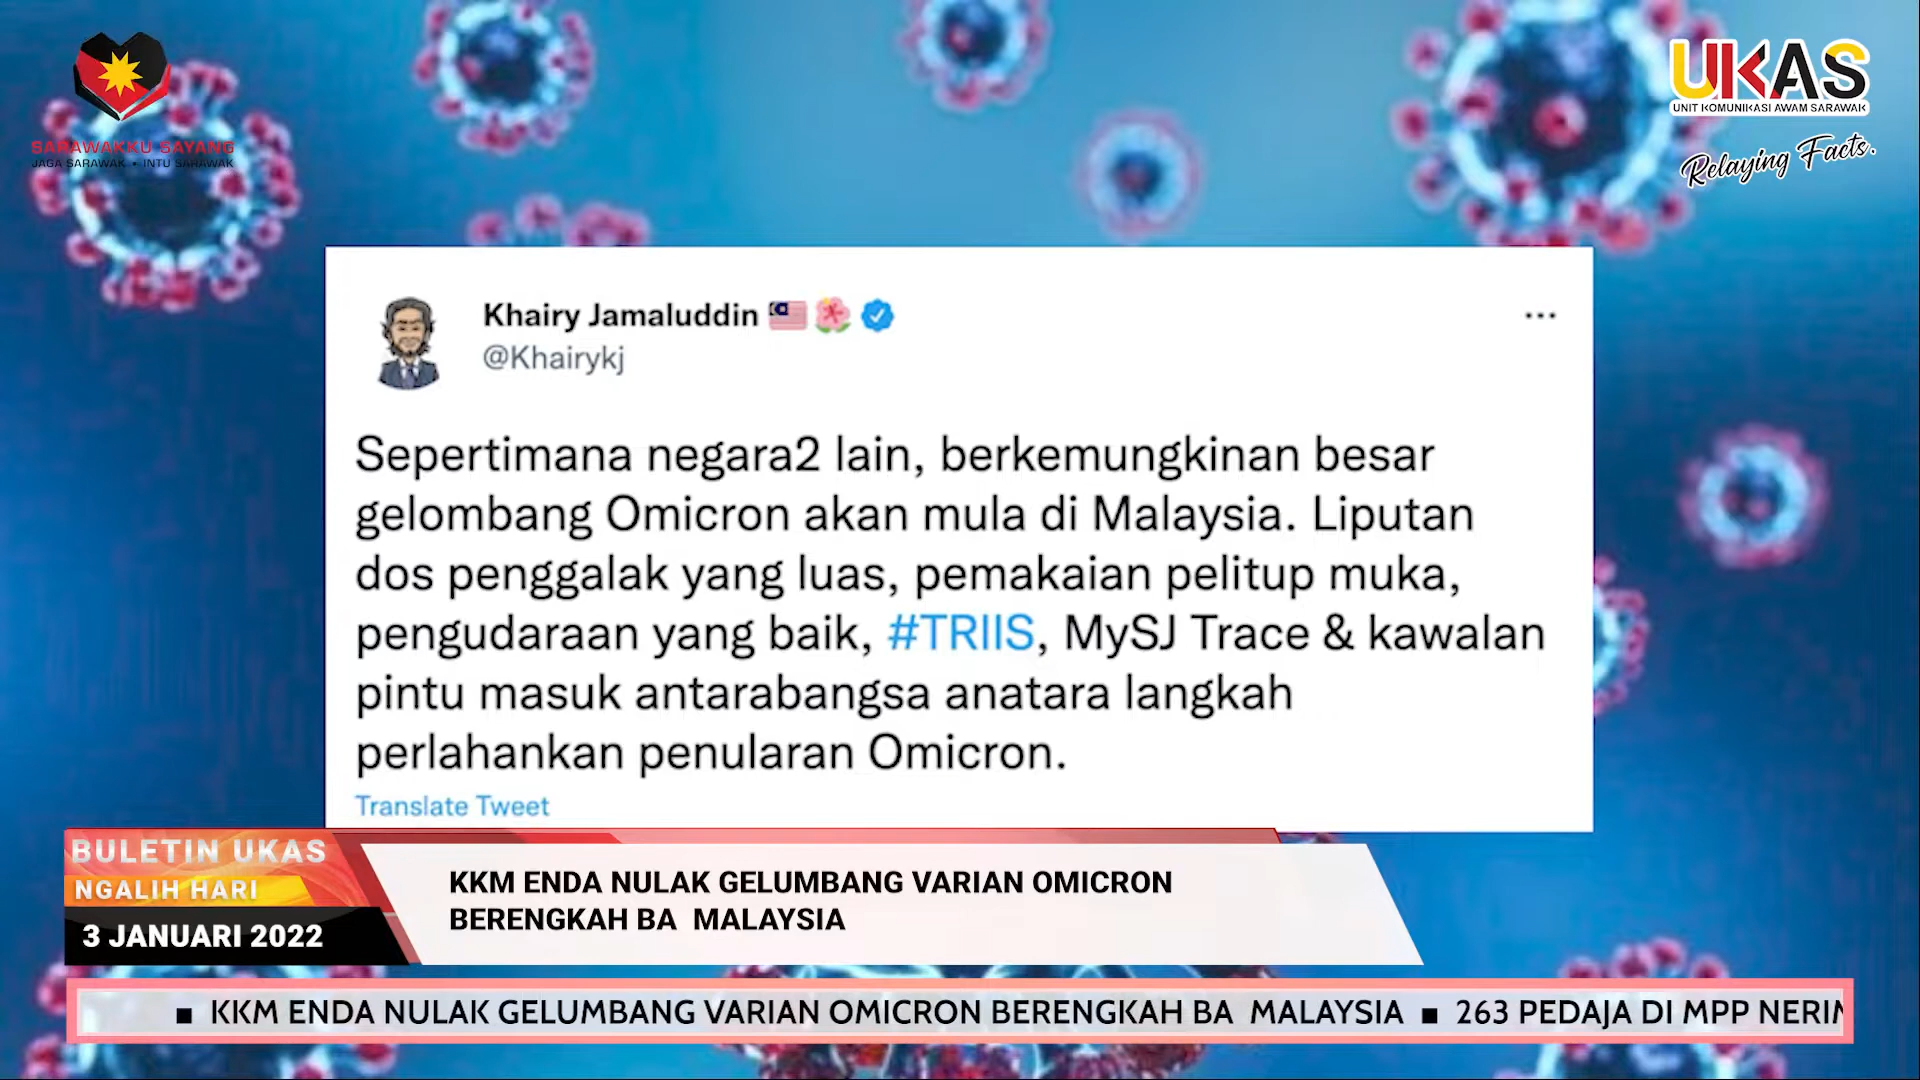 SARAWAKKU SAYANG
JAGA SARAWAK • INTU SARAWAK
UKAS
UNIT KOMUNIKASI AWAM SARAWAK
Relaying Facts.
Khairy Jamaluddin
@Khairykj
Sepertimana negara2 lain, berkemungkinan besar
gelombang Omicron akan mula di Malaysia. Liputan
dos penggalak yang luas, pemakaian pelitup muka,
pengudaraan yang baik, #TRIIS, MySJ Trace & kawalan
pintu masuk antarabangsa anatara langkah
perlahankan penularan Omicron.
Translate Tweet
BULETIN UKAS
NGALIH HARI
3 JANUARI 2022
KKM ENDA NULAK GELUMBANG VARIAN OMICRON
BERENGKAH BA MALAYSIA
■ KKM ENDA NULAK GELUMBANG VARIAN OMICRON BERENGKAH BA MALAYSIA ■ 263 PEDAJA DI MPP